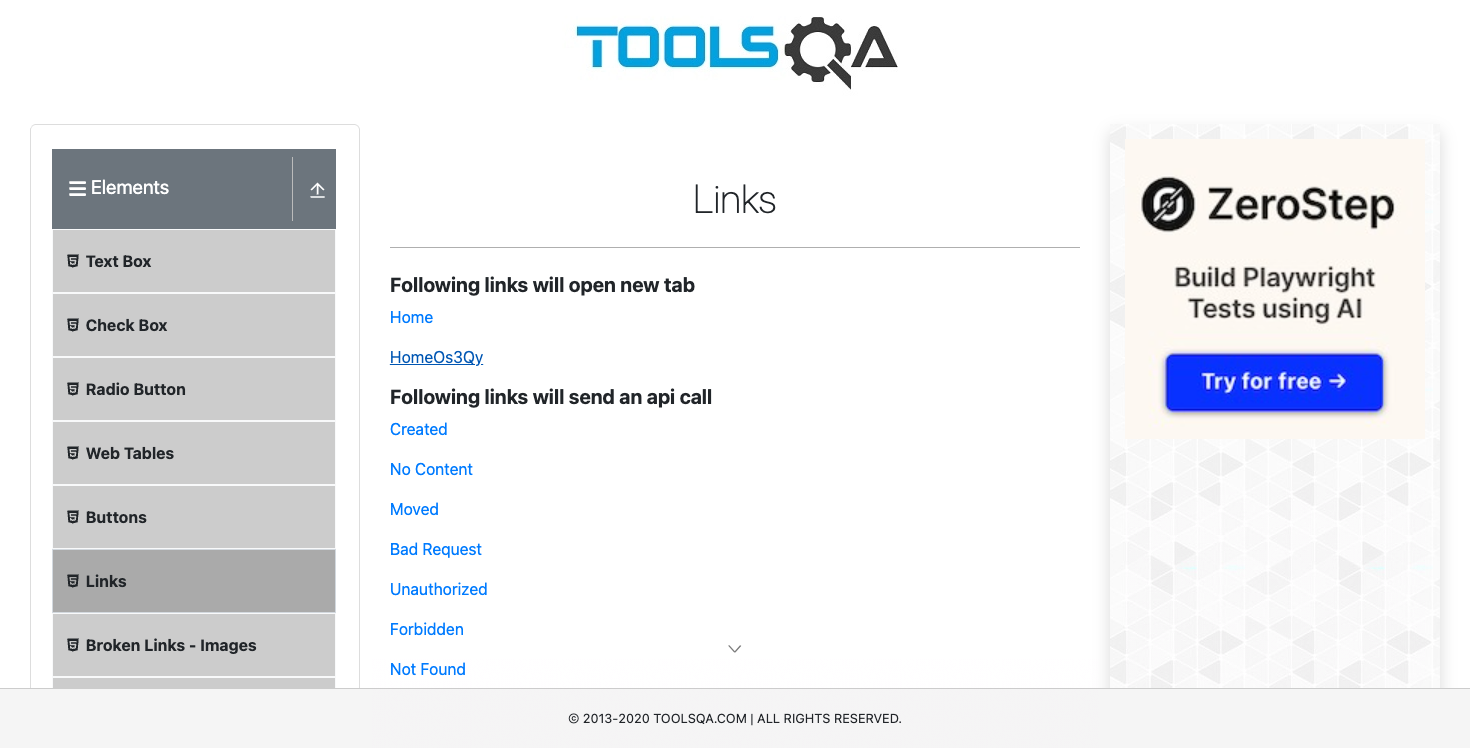 TOOLSQA
Elements
Text Box
Check Box
Radio Button
Web Tables
Buttons
Links
Broken Links - Images
Links
Following links will open new tab
Home
HomeOs3Qy
Following links will send an api call
Created
No Content
Moved
Bad Request
Unauthorized
Forbidden
Not Found
ZeroStep
Build Playwright
Tests using AI
Try for free →
© 2013-2020 TOOLSQA.COM | ALL RIGHTS RESERVED.